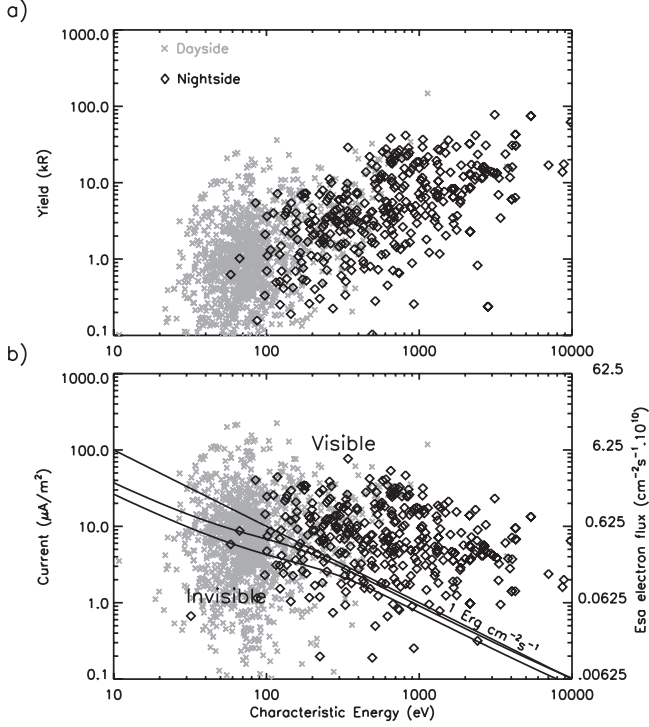 a)
1000.0
100.0
10.0
1.0
0.1
Yield (kR)
× Dayside
◇ Nightside
10 100 1000 10000
b)
1000.0
100.0
10.0
1.0
0.1
Current (μA/m²)
Visible
Invisible
1 Erg cm⁻²s⁻¹
62.5
6.25
0.625
0.0625
.00625
Esa electron flux (cm⁻²s⁻¹·10¹⁰)
10 100 1000 10000
Characteristic Energy (eV)